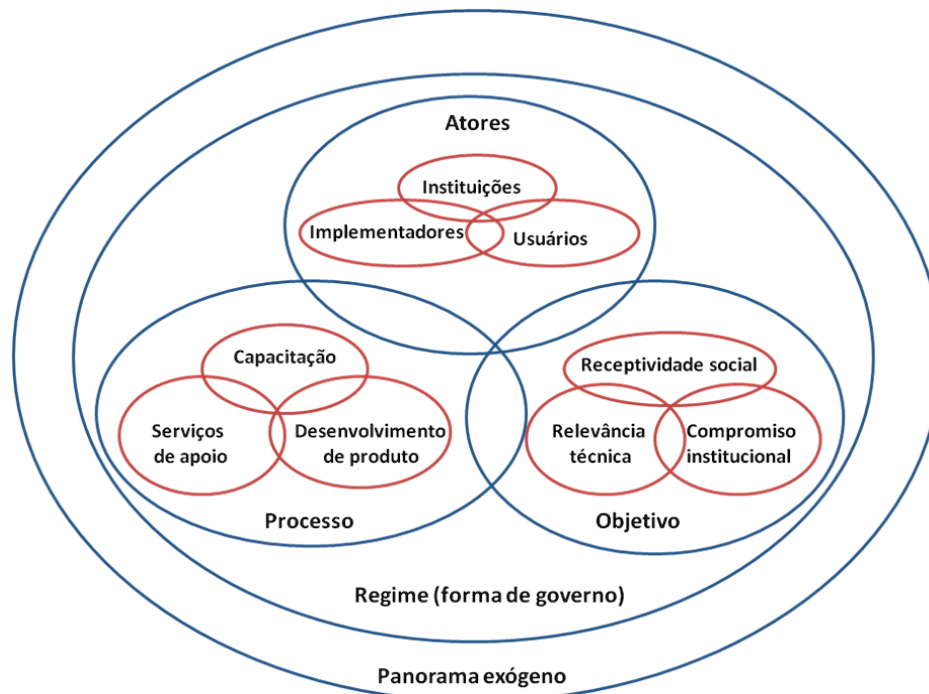 Atores
Instituições
Implementadores
Usuários
Capacitação
Serviços
de apoio
Desenvolvimento
de produto
Processo
Receptividade social
Relevância
técnica
Compromiso
institucional
Objetivo
Regime (forma de governo)
Panorama exógeno